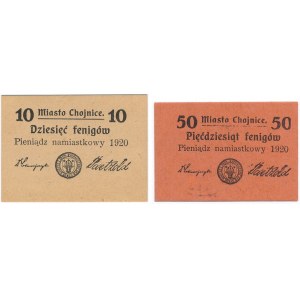 10 Miasto Chojnice. 10
Dziesięć fenigów
Pieniądz namiastkowy 1920
50 Miasto Chojnice. 50
Pięćdziesiąt fenigów
Pieniądz namiastkowy 1920